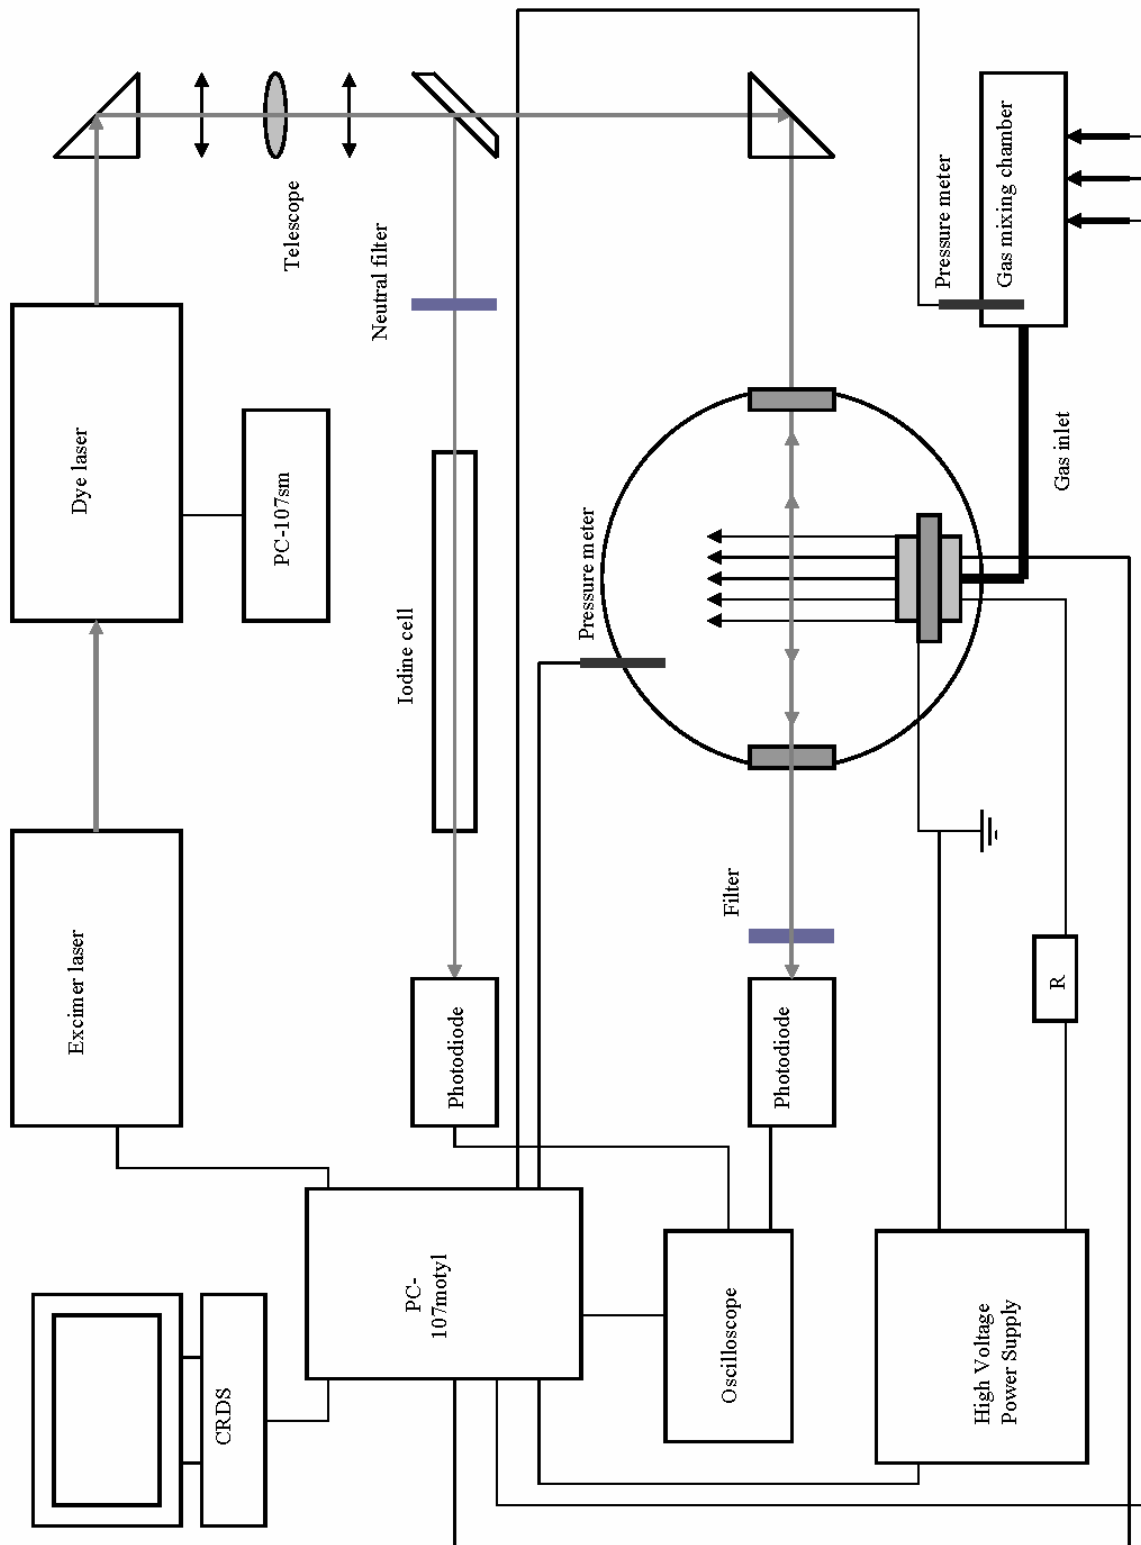 Telescope
Neutral filter
Pressure meter
Gas mixing chamber
Gas inlet
Dye laser
PC-107sm
Iodine cell
Pressure meter
Excimer laser
Filter
Photodiode
Photodiode
R
PC-
107motyl
CRDS
Oscilloscope
High Voltage
Power Supply